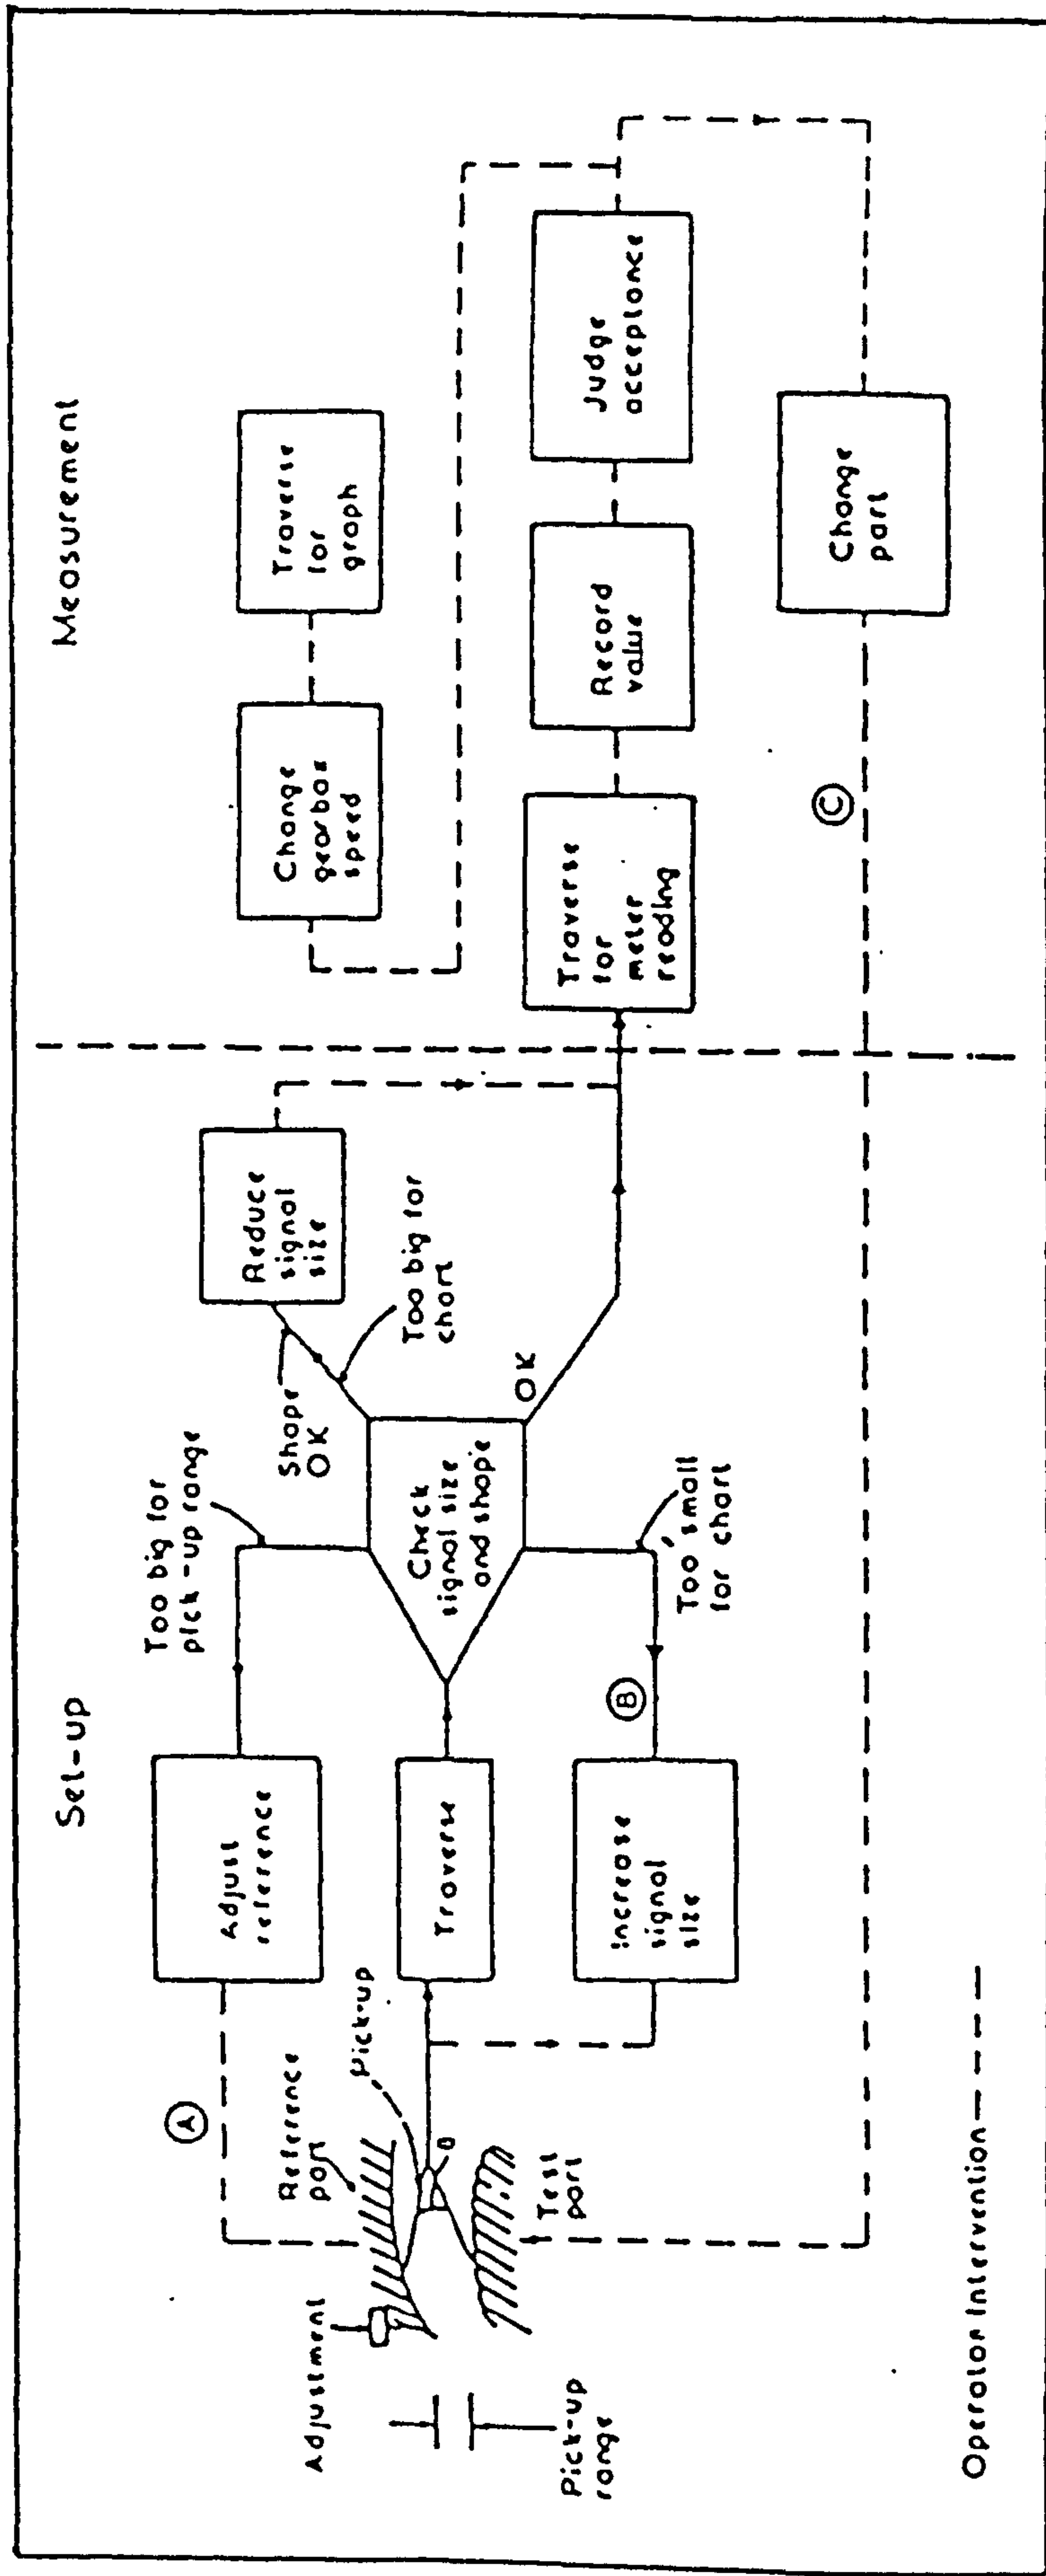 Set-up
Measurement
Too big for
pick-up range
Shape
OK
Too big for
chart
Reduce
signal
size
Change
gearbox
speed
Traverse
for
graph
Adjust
reference
A
Reference
part
Pick-up
Adjustment
Pick-up
range
Test
part
Traverse
Check
signal size
and shape
OK
Traverse
for
meter
reading
Record
value
Judge
acceptance
B
Too small
for chart
Increase
signal
size
C
Change
part
Operator Intervention